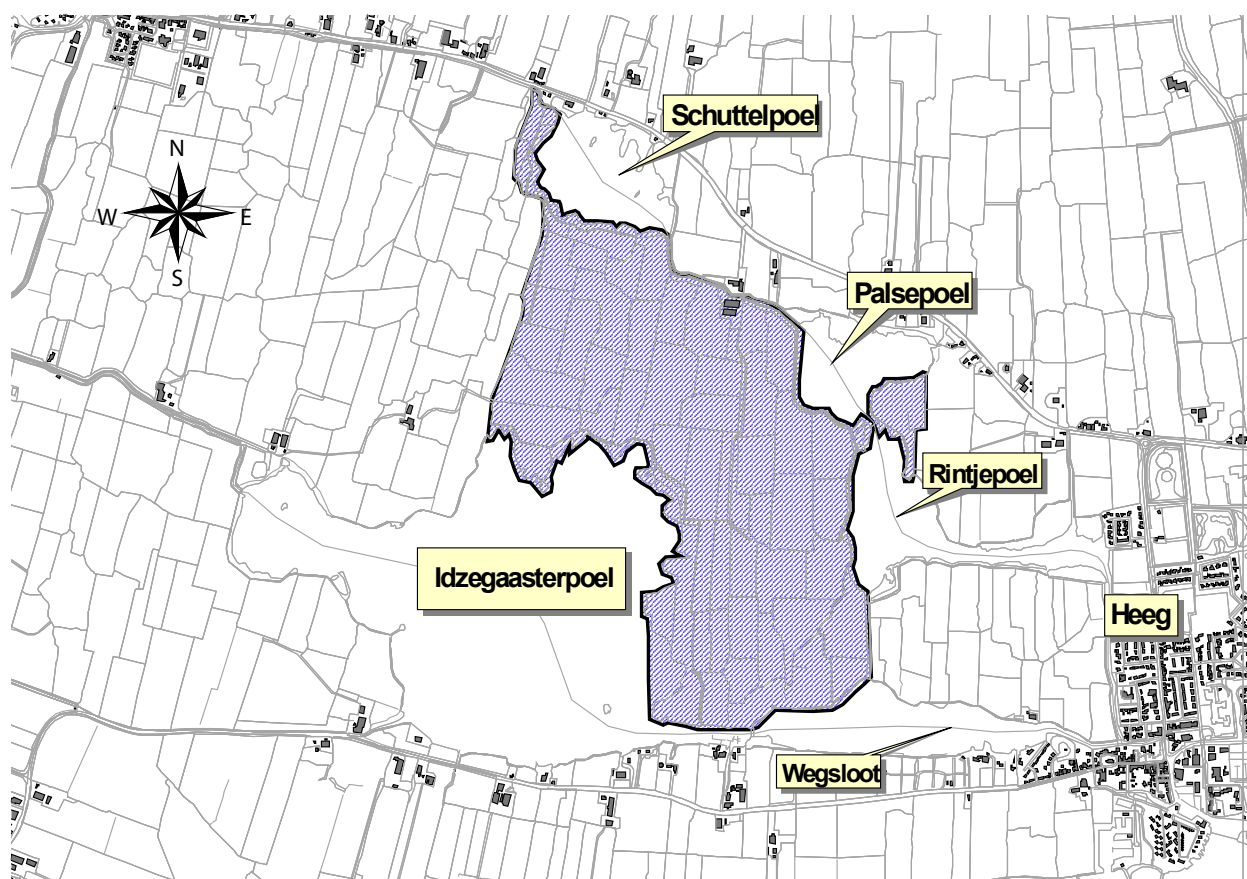 Schuttelpoel
N
W
E
S
Palsepoel
Rintjepoel
Idzegaasterpoel
Heeg
Wegsloot